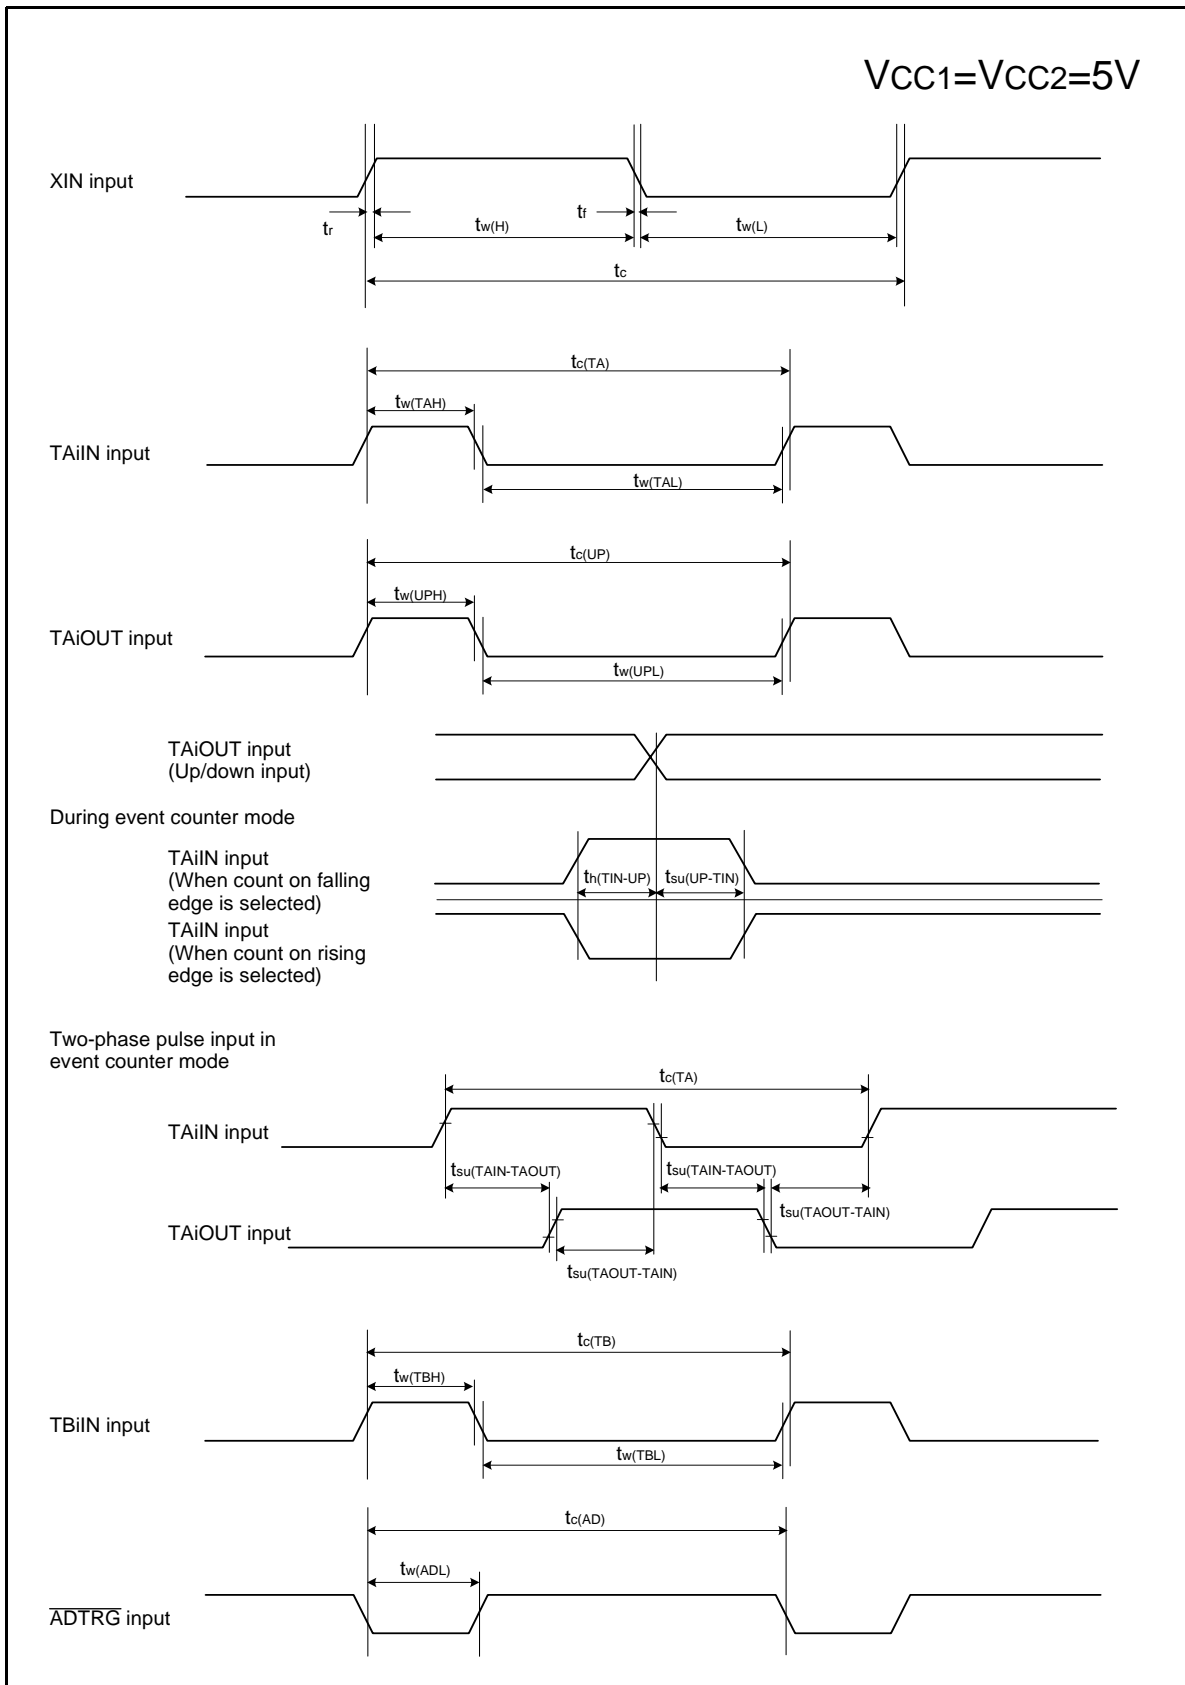 VCC1=VCC2=5V
XIN input
tr
tw(H)
tf
tw(L)
tc
tc(TA)
tw(TAH)
TAiIN input
tw(TAL)
tc(UP)
tw(UPH)
TAiOUT input
tw(UPL)
TAiOUT input
(Up/down input)
During event counter mode
TAiIN input
(When count on falling
edge is selected)
th(TIN-UP)
tsu(UP-TIN)
TAiIN input
(When count on rising
edge is selected)
Two-phase pulse input in
event counter mode
tc(TA)
TAiIN input
tsu(TAIN-TAOUT)
tsu(TAIN-TAOUT)
tsu(TAOUT-TAIN)
TAiOUT input
tsu(TAOUT-TAIN)
tc(TB)
tw(TBH)
TBiIN input
tw(TBL)
tc(AD)
tw(ADL)
ADTRG input